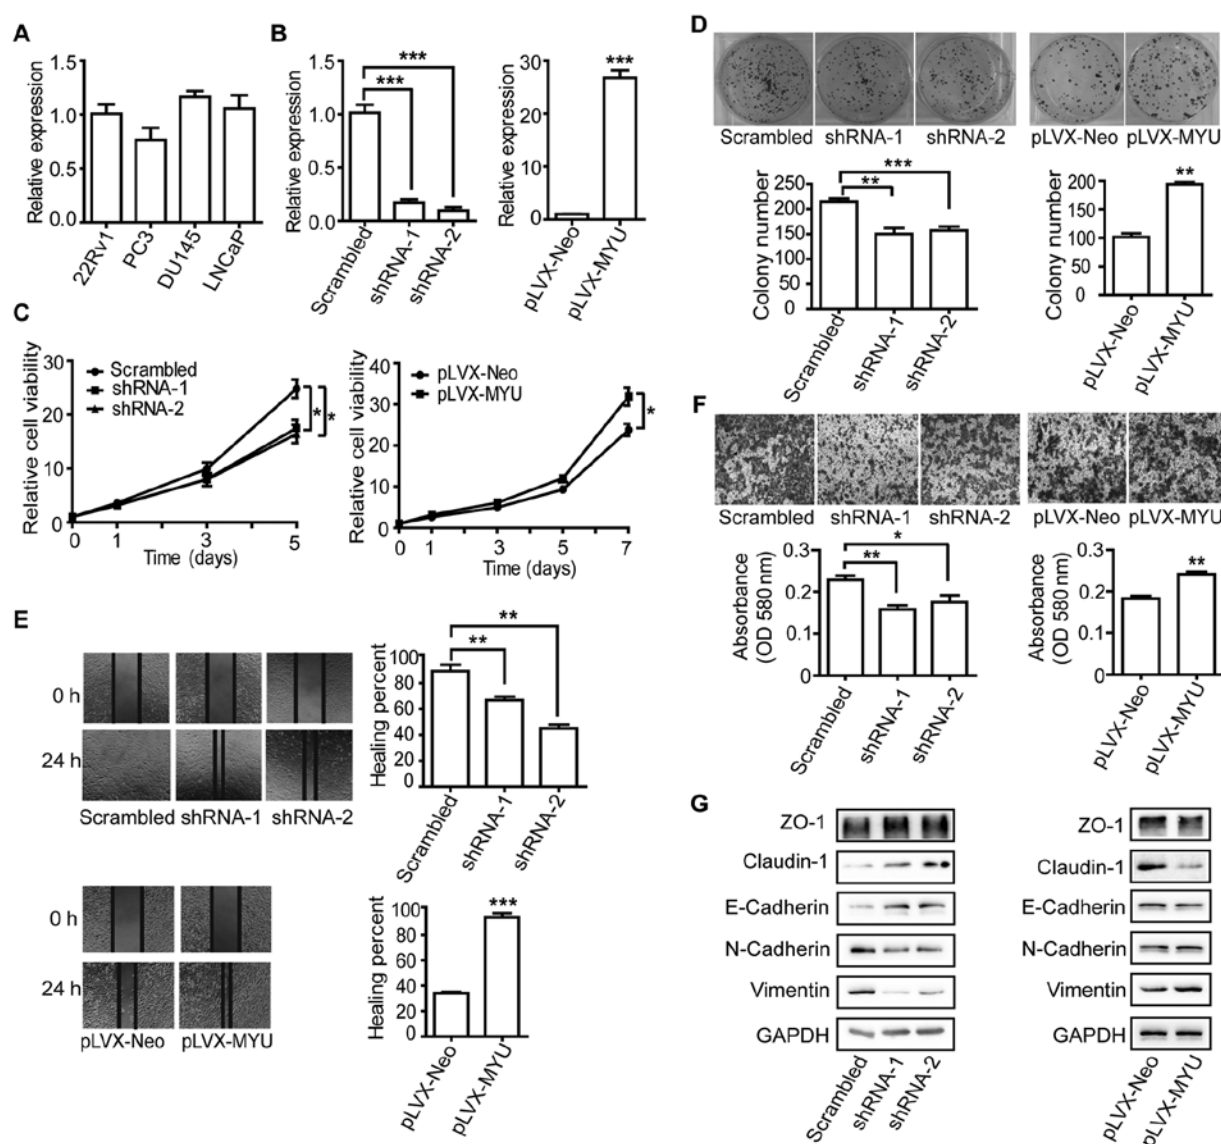 A
Relative expression
1.5
1.0
0.5
0.0
22Rv1
PC3
DU145
LNCaP
B
Relative expression
1.5
1.0
0.5
0.0
***
***
Scrambled
shRNA-1
shRNA-2
Relative expression
30
20
10
0
***
pLVX-Neo
pLVX-MYU
C
Relative cell viability
30
20
10
0
Scrambled
shRNA-1
shRNA-2
*
*
0 1 3 5
Time (days)
Relative cell viability
40
30
20
10
0
pLVX-Neo
pLVX-MYU
*
0 1 3 5 7
Time (days)
D
Scrambled shRNA-1 shRNA-2
pLVX-Neo pLVX-MYU
Colony number
250
200
150
100
50
0
***
**
Scrambled
shRNA-1
shRNA-2
Colony number
200
150
100
50
0
**
pLVX-Neo
pLVX-MYU
E
0 h
24 h
Scrambled shRNA-1 shRNA-2
Healing percent
100
80
60
40
20
0
**
**
Scrambled
shRNA-1
shRNA-2
0 h
24 h
pLVX-Neo pLVX-MYU
Healing percent
100
80
60
40
20
0
***
pLVX-Neo
pLVX-MYU
F
Scrambled shRNA-1 shRNA-2
pLVX-Neo pLVX-MYU
Absorbance
(OD 580 nm)
0.3
0.2
0.1
0
*
**
Scrambled
shRNA-1
shRNA-2
Absorbance
(OD 580 nm)
0.3
0.2
0.1
0
**
pLVX-Neo
pLVX-MYU
G
ZO-1
Claudin-1
E-Cadherin
N-Cadherin
Vimentin
GAPDH
Scrambled
shRNA-1
shRNA-2
ZO-1
Claudin-1
E-Cadherin
N-Cadherin
Vimentin
GAPDH
pLVX-Neo
pLVX-MYU